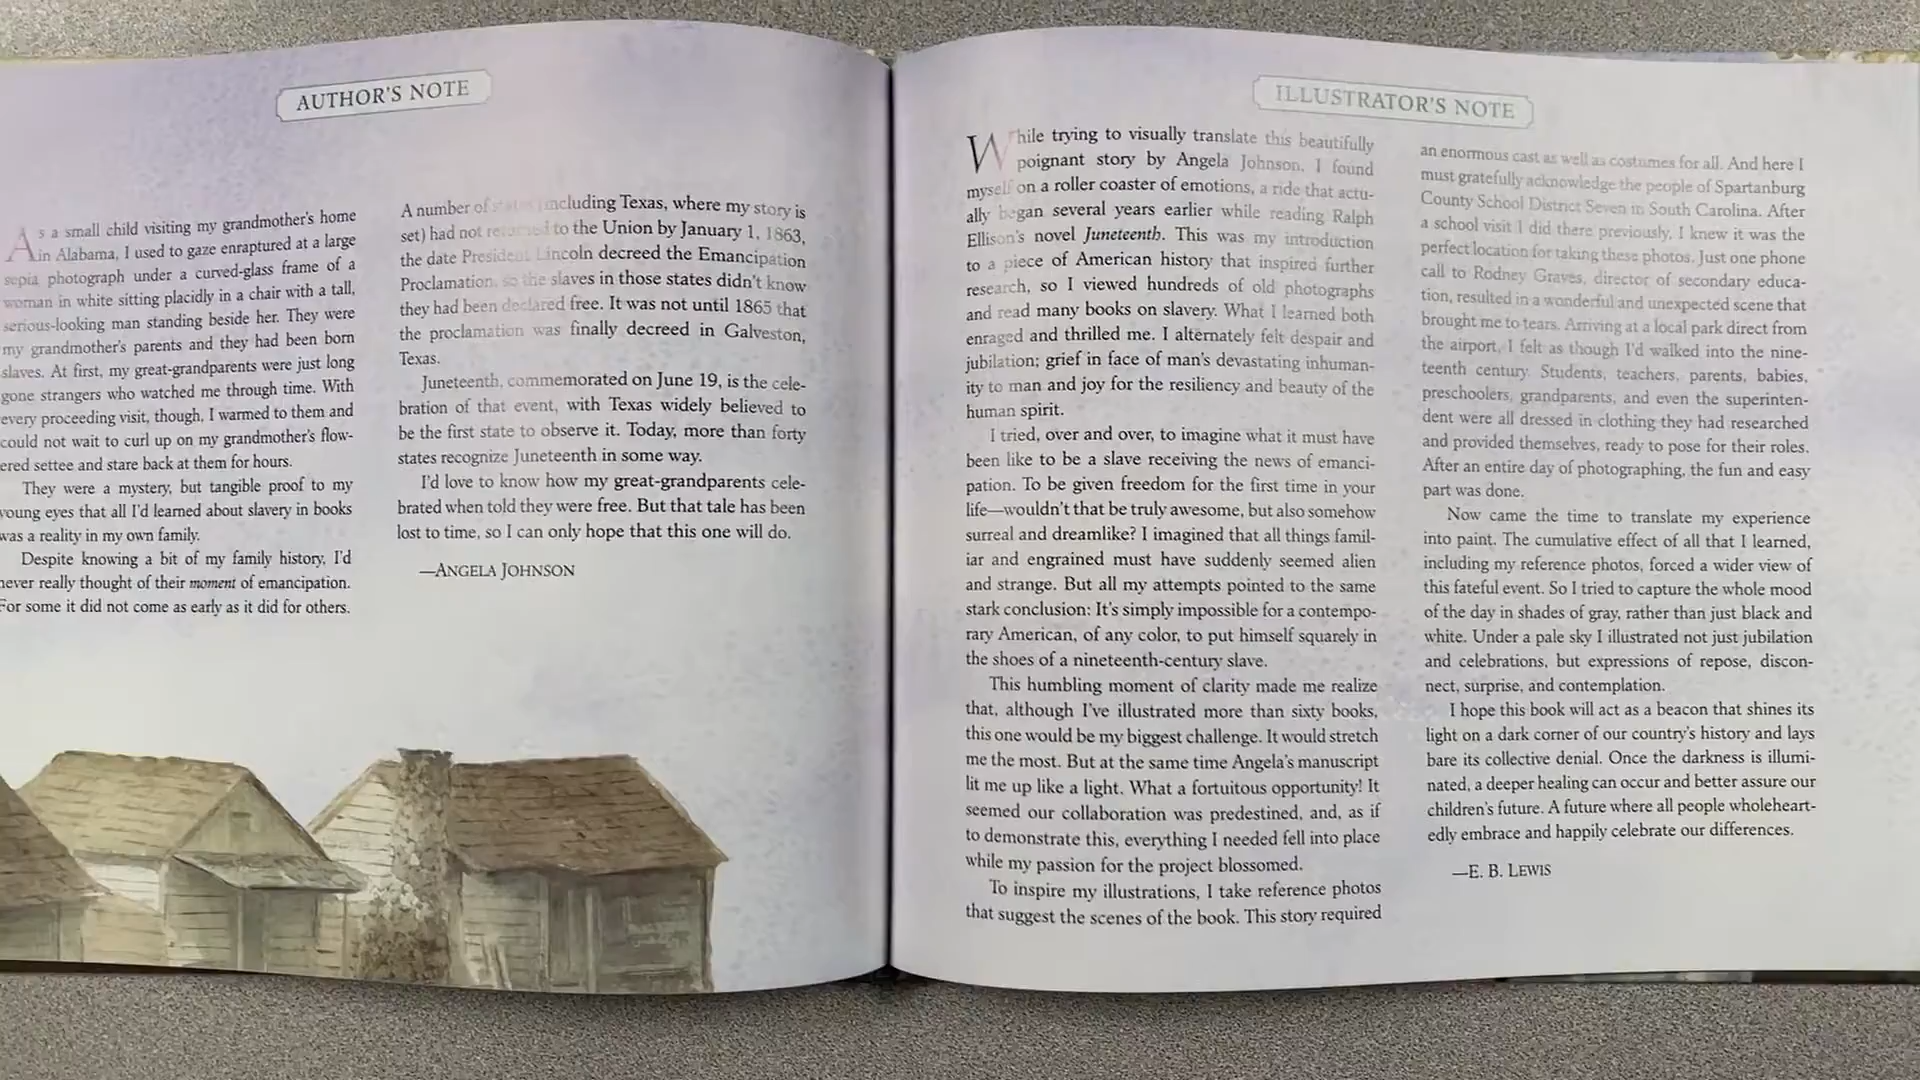 AUTHOR'S NOTE
As a small child visiting my grandmother's home
in Alabama, I used to gaze enraptured at a large
sepia photograph under a curved-glass frame of a
woman in white sitting placidly in a chair with a tall,
serious-looking man standing beside her. They were
my grandmother's parents and they had been born
slaves. At first, my great-grandparents were just long
gone strangers who watched me through time. With
every proceeding visit, though, I warmed to them and
could not wait to curl up on my grandmother's flow-
ered settee and stare back at them for hours.
They were a mystery, but tangible proof to my
young eyes that all I'd learned about slavery in books
was a reality in my own family.
Despite knowing a bit of my family history, I'd
never really thought of their moment of emancipation.
For some it did not come as early as it did for others.
A number of states (including Texas, where my story is
set) had not returned to the Union by January 1, 1863,
the date President Lincoln decreed the Emancipation
Proclamation, so the slaves in those states didn't know
they had been declared free. It was not until 1865 that
the proclamation was finally decreed in Galveston,
Texas.
Juneteenth, commemorated on June 19, is the cele-
bration of that event, with Texas widely believed to
be the first state to observe it. Today, more than forty
states recognize Juneteenth in some way.
I'd love to know how my great-grandparents cele-
brated when told they were free. But that tale has been
lost to time, so I can only hope that this one will do.
—ANGELA JOHNSON
ILLUSTRATOR'S NOTE
While trying to visually translate this beautifully
poignant story by Angela Johnson, I found
myself on a roller coaster of emotions, a ride that actu-
ally began several years earlier while reading Ralph
Ellison's novel Juneteenth. This was my introduction
to a piece of American history that inspired further
research, so I viewed hundreds of old photographs
and read many books on slavery. What I learned both
enraged and thrilled me. I alternately felt despair and
jubilation; grief in face of man's devastating inhuman-
ity to man and joy for the resiliency and beauty of the
human spirit.
I tried, over and over, to imagine what it must have
been like to be a slave receiving the news of emanci-
pation. To be given freedom for the first time in your
life—wouldn't that be truly awesome, but also somehow
surreal and dreamlike? I imagined that all things famil-
iar and engrained must have suddenly seemed alien
and strange. But all my attempts pointed to the same
stark conclusion: It's simply impossible for a contempo-
rary American, of any color, to put himself squarely in
the shoes of a nineteenth-century slave.
This humbling moment of clarity made me realize
that, although I've illustrated more than sixty books,
this one would be my biggest challenge. It would stretch
me the most. But at the same time Angela's manuscript
lit me up like a light. What a fortuitous opportunity! It
seemed our collaboration was predestined, and, as if
to demonstrate this, everything I needed fell into place
while my passion for the project blossomed.
To inspire my illustrations, I take reference photos
that suggest the scenes of the book. This story required
an enormous cast as well as costumes for all. And here I
must gratefully acknowledge the people of Spartanburg
County School District Seven in South Carolina. After
a school visit I did there previously, I knew it was the
perfect location for taking these photos. Just one phone
call to Rodney Graves, director of secondary educa-
tion, resulted in a wonderful and unexpected scene that
brought me to tears. Arriving at a local park direct from
the airport, I felt as though I'd walked into the nine-
teenth century. Students, teachers, parents, babies,
preschoolers, grandparents, and even the superinten-
dent were all dressed in clothing they had researched
and provided themselves, ready to pose for their roles.
After an entire day of photographing, the fun and easy
part was done.
Now came the time to translate my experience
into paint. The cumulative effect of all that I learned,
including my reference photos, forced a wider view of
this fateful event. So I tried to capture the whole mood
of the day in shades of gray, rather than just black and
white. Under a pale sky I illustrated not just jubilation
and celebrations, but expressions of repose, discon-
nect, surprise, and contemplation.
I hope this book will act as a beacon that shines its
light on a dark corner of our country's history and lays
bare its collective denial. Once the darkness is illumi-
nated, a deeper healing can occur and better assure our
children's future. A future where all people wholeheart-
edly embrace and happily celebrate our differences.
—E. B. LEWIS